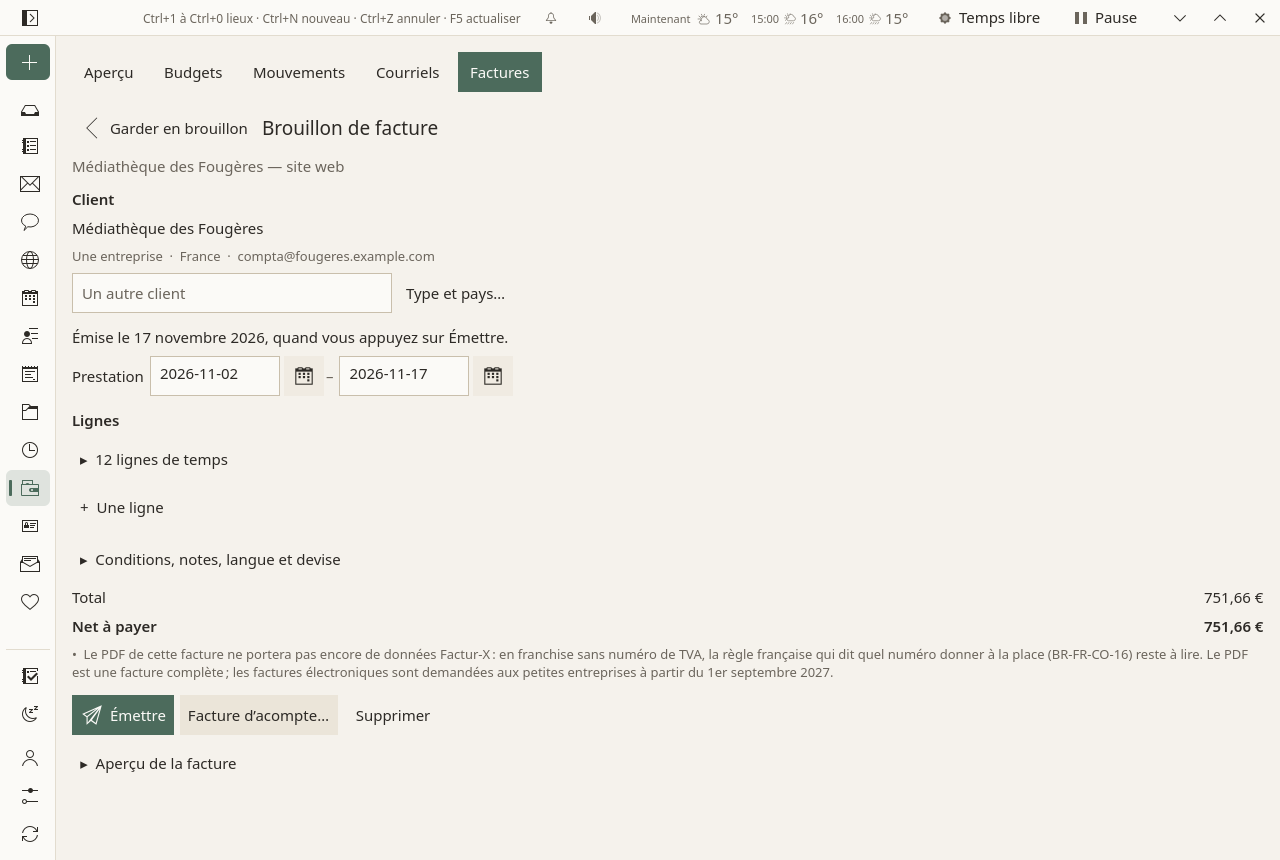 Ctrl+1 à Ctrl+0 lieux · Ctrl+N nouveau · Ctrl+Z annuler · F5 actualiser
Maintenant 15° 15:00 16° 16:00 15°
Temps libre
Pause
Aperçu Budgets Mouvements Courriels Factures
Garder en brouillon Brouillon de facture
Médiathèque des Fougères — site web
Client
Médiathèque des Fougères
Une entreprise · France · compta@fougeres.example.com
Un autre client Type et pays…
Émise le 17 novembre 2026, quand vous appuyez sur Émettre.
Prestation 2026-11-02 – 2026-11-17
Lignes
▸ 12 lignes de temps
+ Une ligne
▸ Conditions, notes, langue et devise
Total 751,66 €
Net à payer 751,66 €
• Le PDF de cette facture ne portera pas encore de données Factur-X : en franchise sans numéro de TVA, la règle française qui dit quel numéro donner à la place (BR-FR-CO-16) reste à lire. Le PDF
est une facture complète ; les factures électroniques sont demandées aux petites entreprises à partir du 1er septembre 2027.
Émettre Facture d’acompte… Supprimer
▸ Aperçu de la facture